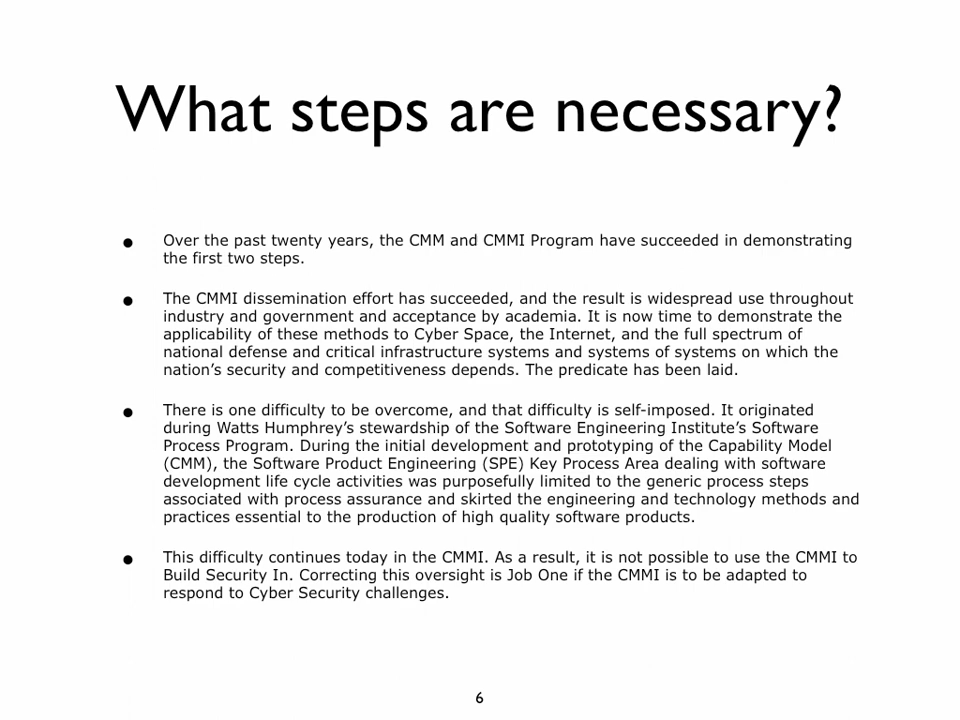 What steps are necessary?
• Over the past twenty years, the CMM and CMMI Program have succeeded in demonstrating
the first two steps.
• The CMMI dissemination effort has succeeded, and the result is widespread use throughout
industry and government and acceptance by academia. It is now time to demonstrate the
applicability of these methods to Cyber Space, the Internet, and the full spectrum of
national defense and critical infrastructure systems and systems of systems on which the
nation’s security and competitiveness depends. The predicate has been laid.
• There is one difficulty to be overcome, and that difficulty is self-imposed. It originated
during Watts Humphrey’s stewardship of the Software Engineering Institute’s Software
Process Program. During the initial development and prototyping of the Capability Model
(CMM), the Software Product Engineering (SPE) Key Process Area dealing with software
development life cycle activities was purposefully limited to the generic process steps
associated with process assurance and skirted the engineering and technology methods and
practices essential to the production of high quality software products.
• This difficulty continues today in the CMMI. As a result, it is not possible to use the CMMI to
Build Security In. Correcting this oversight is Job One if the CMMI is to be adapted to
respond to Cyber Security challenges.
6